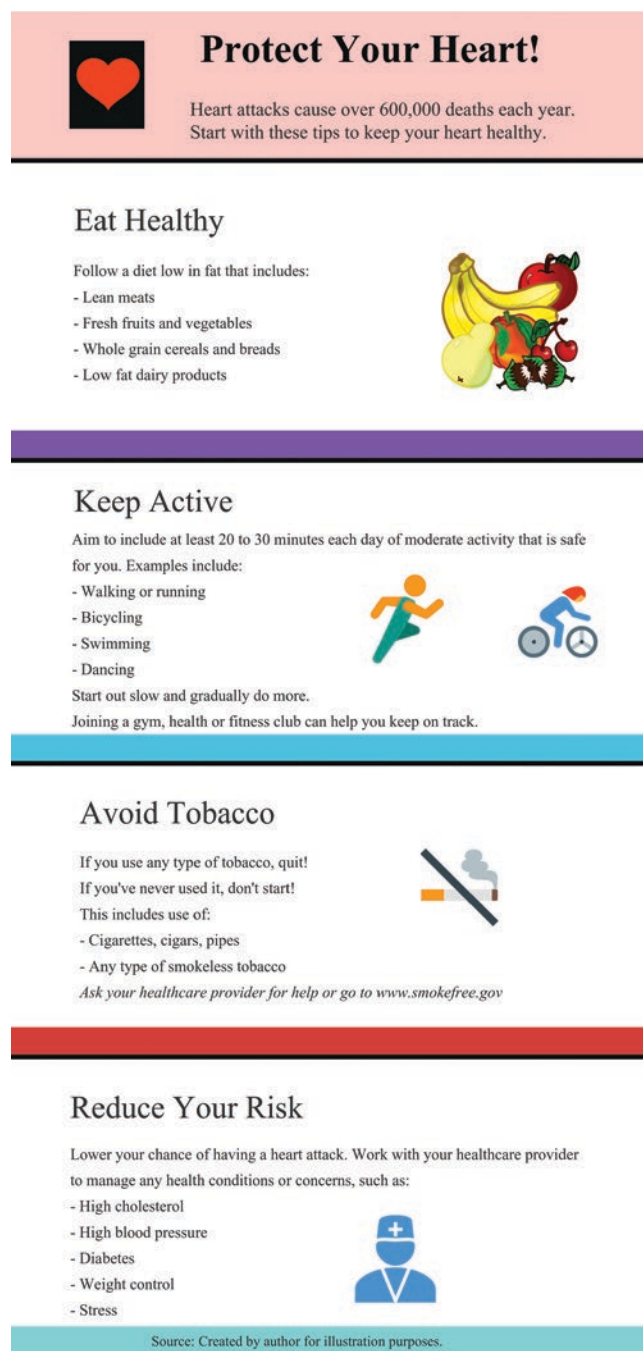 Protect Your Heart!
Heart attacks cause over 600,000 deaths each year.
Start with these tips to keep your heart healthy.
Eat Healthy
Follow a diet low in fat that includes:
- Lean meats
- Fresh fruits and vegetables
- Whole grain cereals and breads
- Low fat dairy products
Keep Active
Aim to include at least 20 to 30 minutes each day of moderate activity that is safe
for you. Examples include:
- Walking or running
- Bicycling
- Swimming
- Dancing
Start out slow and gradually do more.
Joining a gym, health or fitness club can help you keep on track.
Avoid Tobacco
If you use any type of tobacco, quit!
If you've never used it, don't start!
This includes use of:
- Cigarettes, cigars, pipes
- Any type of smokeless tobacco
Ask your healthcare provider for help or go to www.smokefree.gov
Reduce Your Risk
Lower your chance of having a heart attack. Work with your healthcare provider
to manage any health conditions or concerns, such as:
- High cholesterol
- High blood pressure
- Diabetes
- Weight control
- Stress
Source: Created by author for illustration purposes.